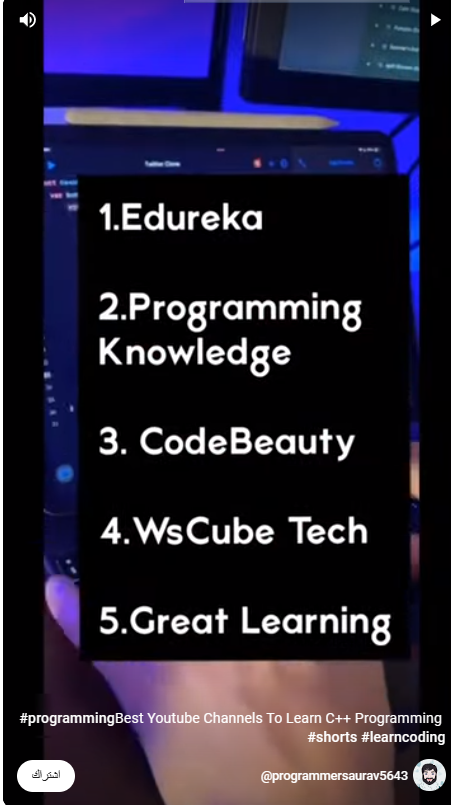 1.Edureka
2.Programming
Knowledge
3. CodeBeauty
4.WsCube Tech
5.Great Learning
#programmingBest Youtube Channels To Learn C++ Programming
#shorts #learncoding
اشتراك
@programmersaurav5643